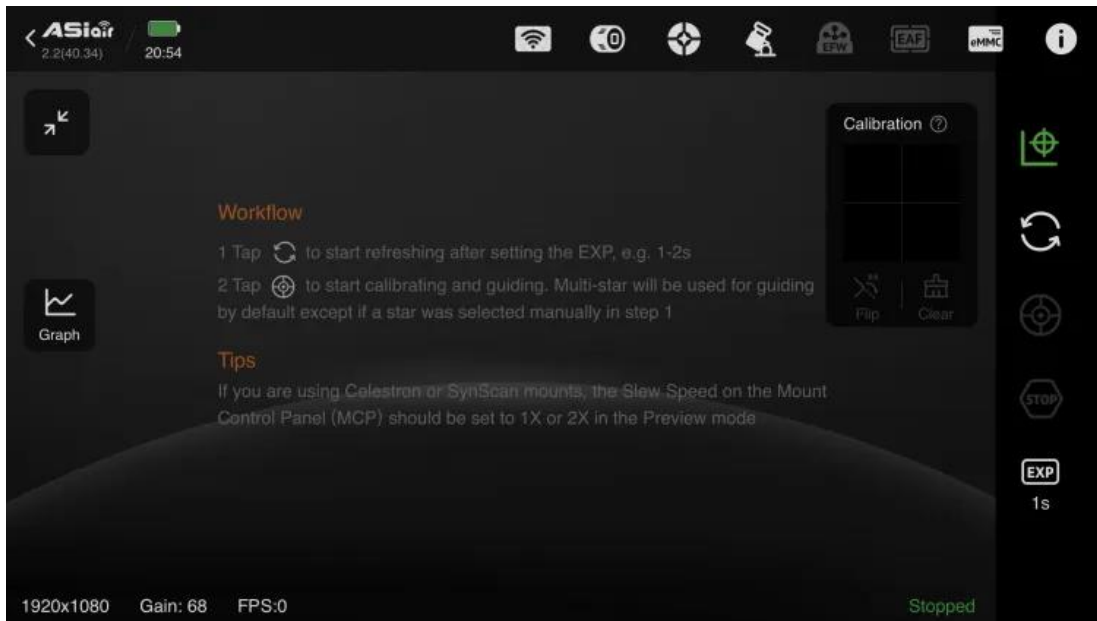 ASiair
2.2(40.34)
20:54
EFW
EAF
eMMC
Calibration
Workflow
1 Tap to start refreshing after setting the EXP, e.g. 1-2s
2 Tap to start calibrating and guiding. Multi-star will be used for guiding
by default except if a star was selected manually in step 1
Flip
Clear
Graph
Tips
If you are using Celestron or SynScan mounts, the Slew Speed on the Mount
Control Panel (MCP) should be set to 1X or 2X in the Preview mode
STOP
EXP
1s
1920x1080 Gain: 68 FPS:0
Stopped